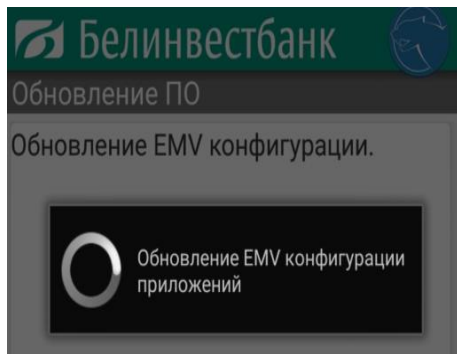 Белинвестбанк
Обновление ПО
Обновление EMV конфигурации.
Обновление EMV конфигурации
приложений